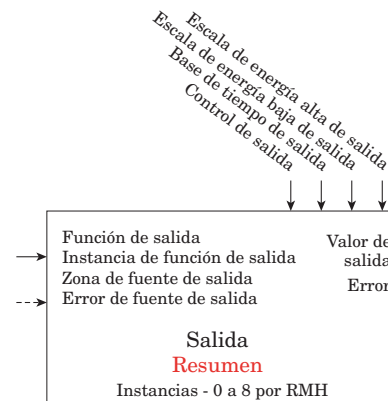 Escala de energía alta de salida
Escala de energía baja de salida
Base de tiempo de salida
Control de salida
Función de salida
Instancia de función de salida
Zona de fuente de salida
Error de fuente de salida
Valor de
salida
Error
Salida
Resumen
Instancias - 0 a 8 por RMH